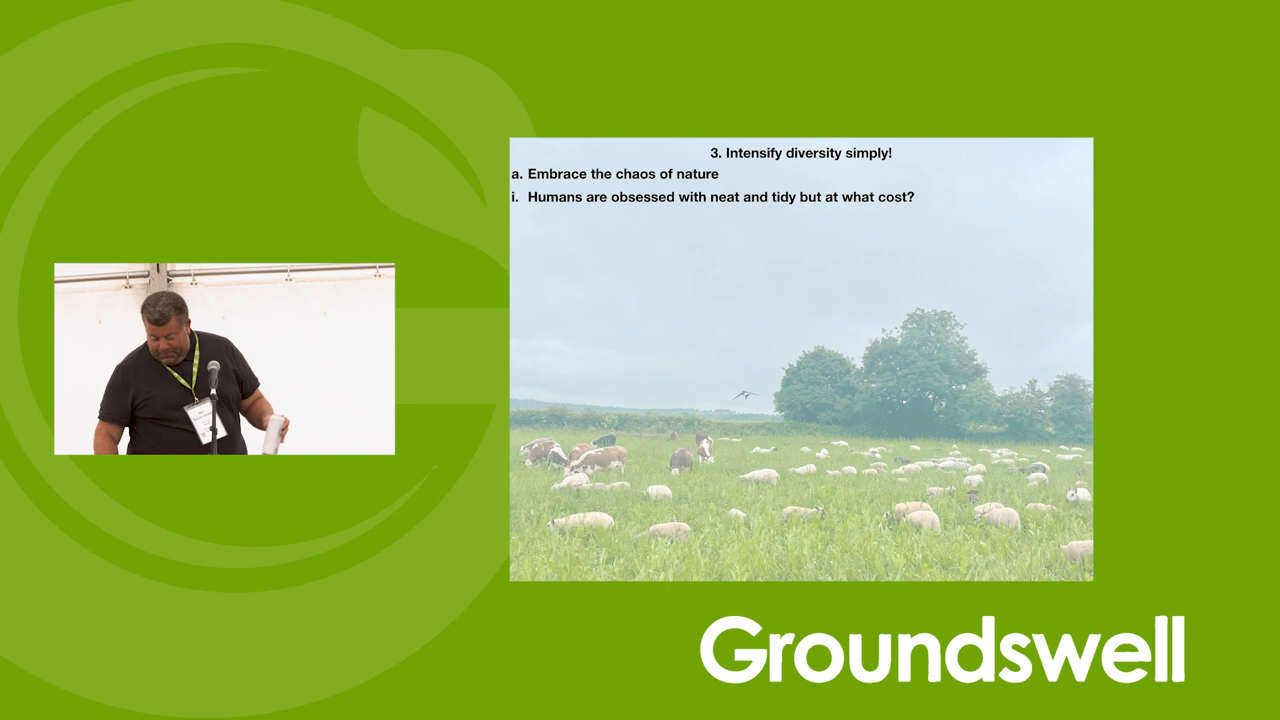 3. Intensify diversity simply!
a. Embrace the chaos of nature
i. Humans are obsessed with neat and tidy but at what cost?
Groundswell